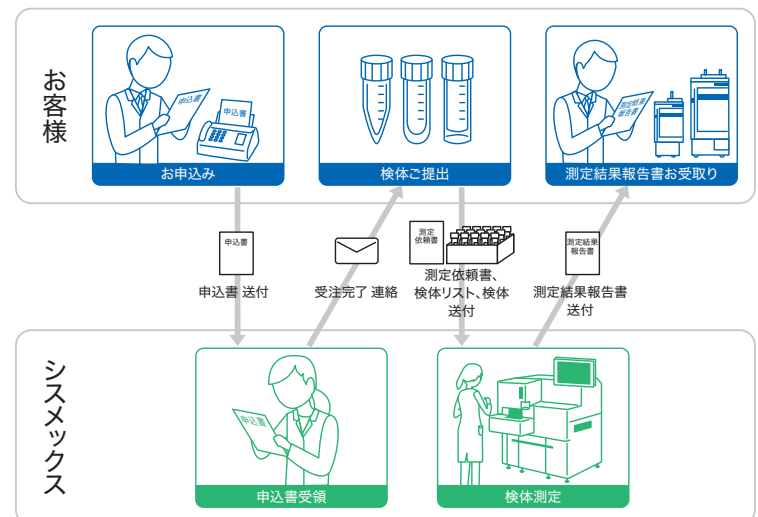 お客様
申込書
申込書
お申込み
検体ご提出
測定結果
報告書
測定結果報告書お受取り
申込書
申込書 送付
受注完了 連絡
測定
依頼書
測定依頼書、
検体リスト、検体
送付
測定結果
報告書
測定結果報告書
送付
シスメックス
申込書
申込書受領
検体測定